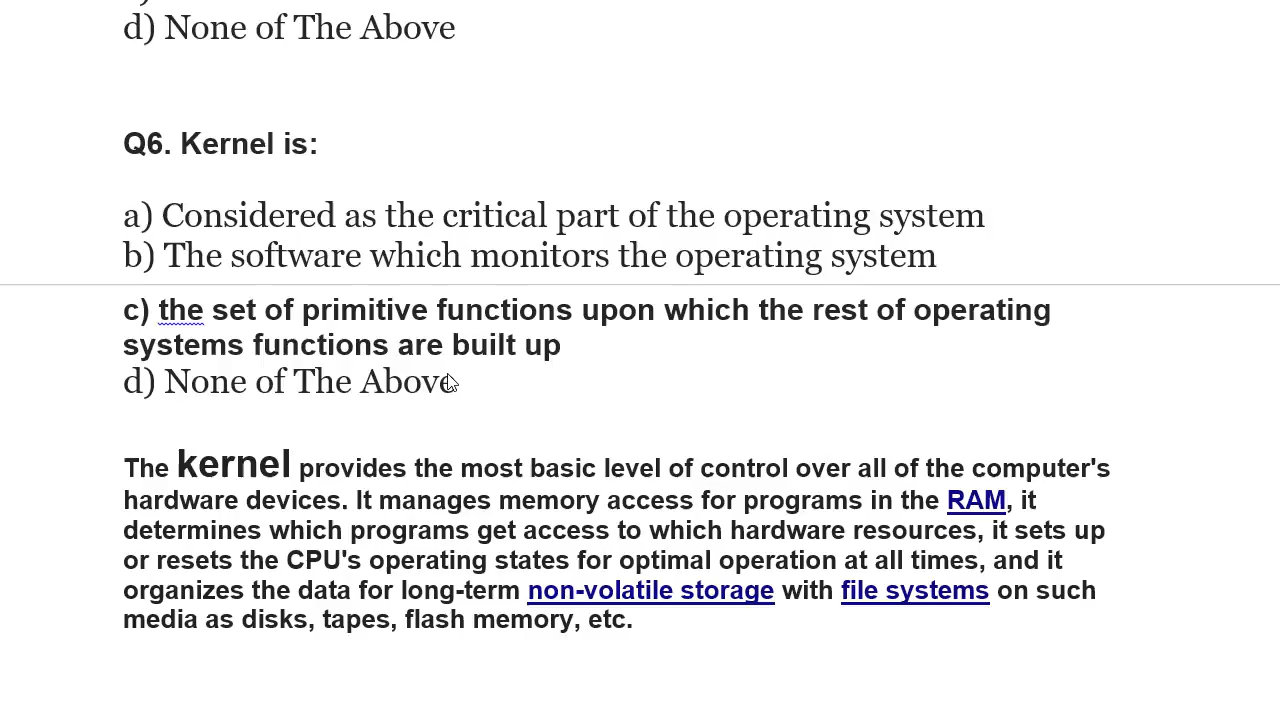 d) None of The Above
Q6. Kernel is:
a) Considered as the critical part of the operating system
b) The software which monitors the operating system
c) the set of primitive functions upon which the rest of operating
systems functions are built up
d) None of The Above
The kernel provides the most basic level of control over all of the computer's
hardware devices. It manages memory access for programs in the RAM, it
determines which programs get access to which hardware resources, it sets up
or resets the CPU's operating states for optimal operation at all times, and it
organizes the data for long-term non-volatile storage with file systems on such
media as disks, tapes, flash memory, etc.